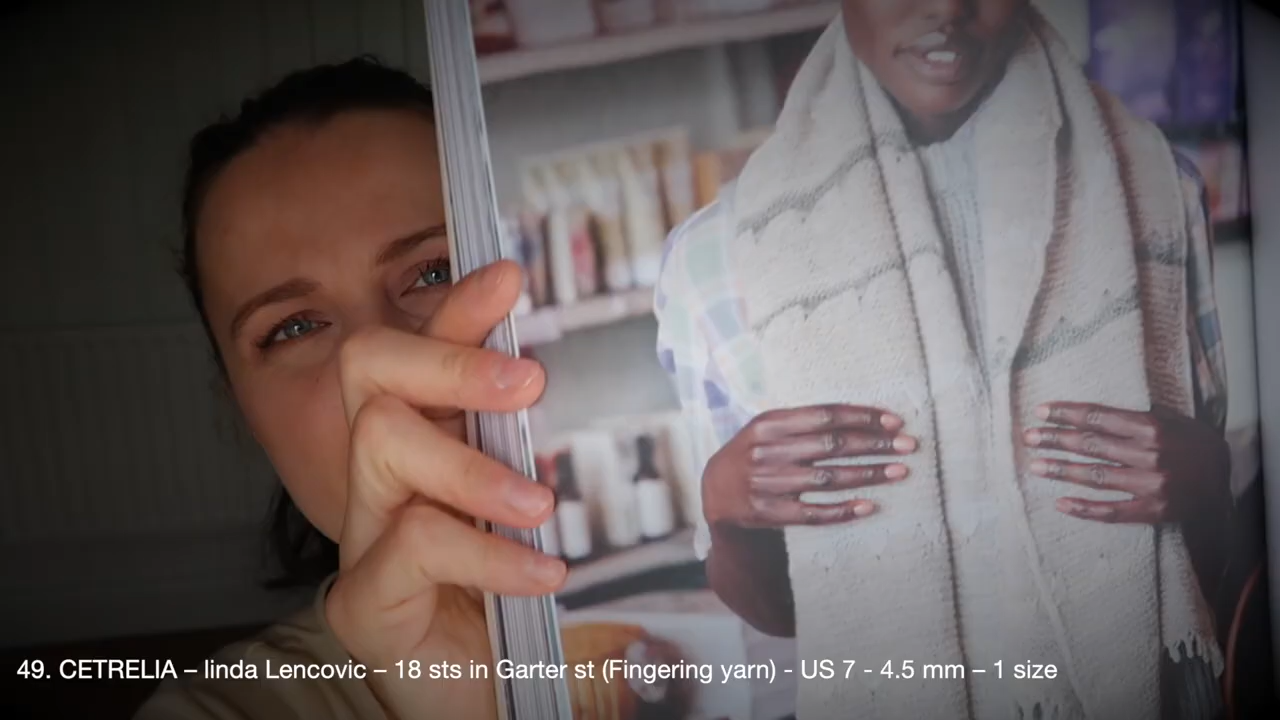 49. CETRELIA – linda Lencovic – 18 sts in Garter st (Fingering yarn) - US 7 - 4.5 mm – 1 size